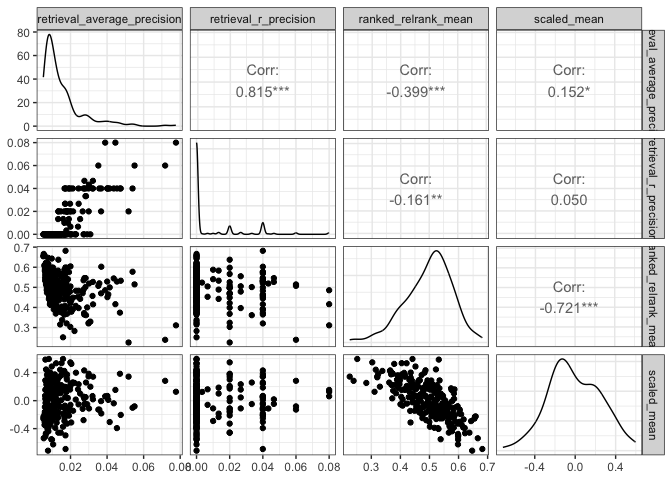 retrieval_average_precision retrieval_r_precision ranked_relrank_mean scaled_mean
80
60
40
20
0
Corr:
0.815***
Corr:
-0.399***
Corr:
0.152*
eval_average_preci
0.08
0.06
0.04
0.02
0.00
Corr:
-0.161**
Corr:
0.050
etrieval_r_precision
0.7
0.6
0.5
0.4
0.3
Corr:
-0.721***
anked_relrank_mea
0.4
0.0
-0.4
scaled_mean
0.02 0.04 0.06 0.00 0.02 0.04 0.06 0.08 0.3 0.4 0.5 0.6 0.7 -0.4 0.0 0.4